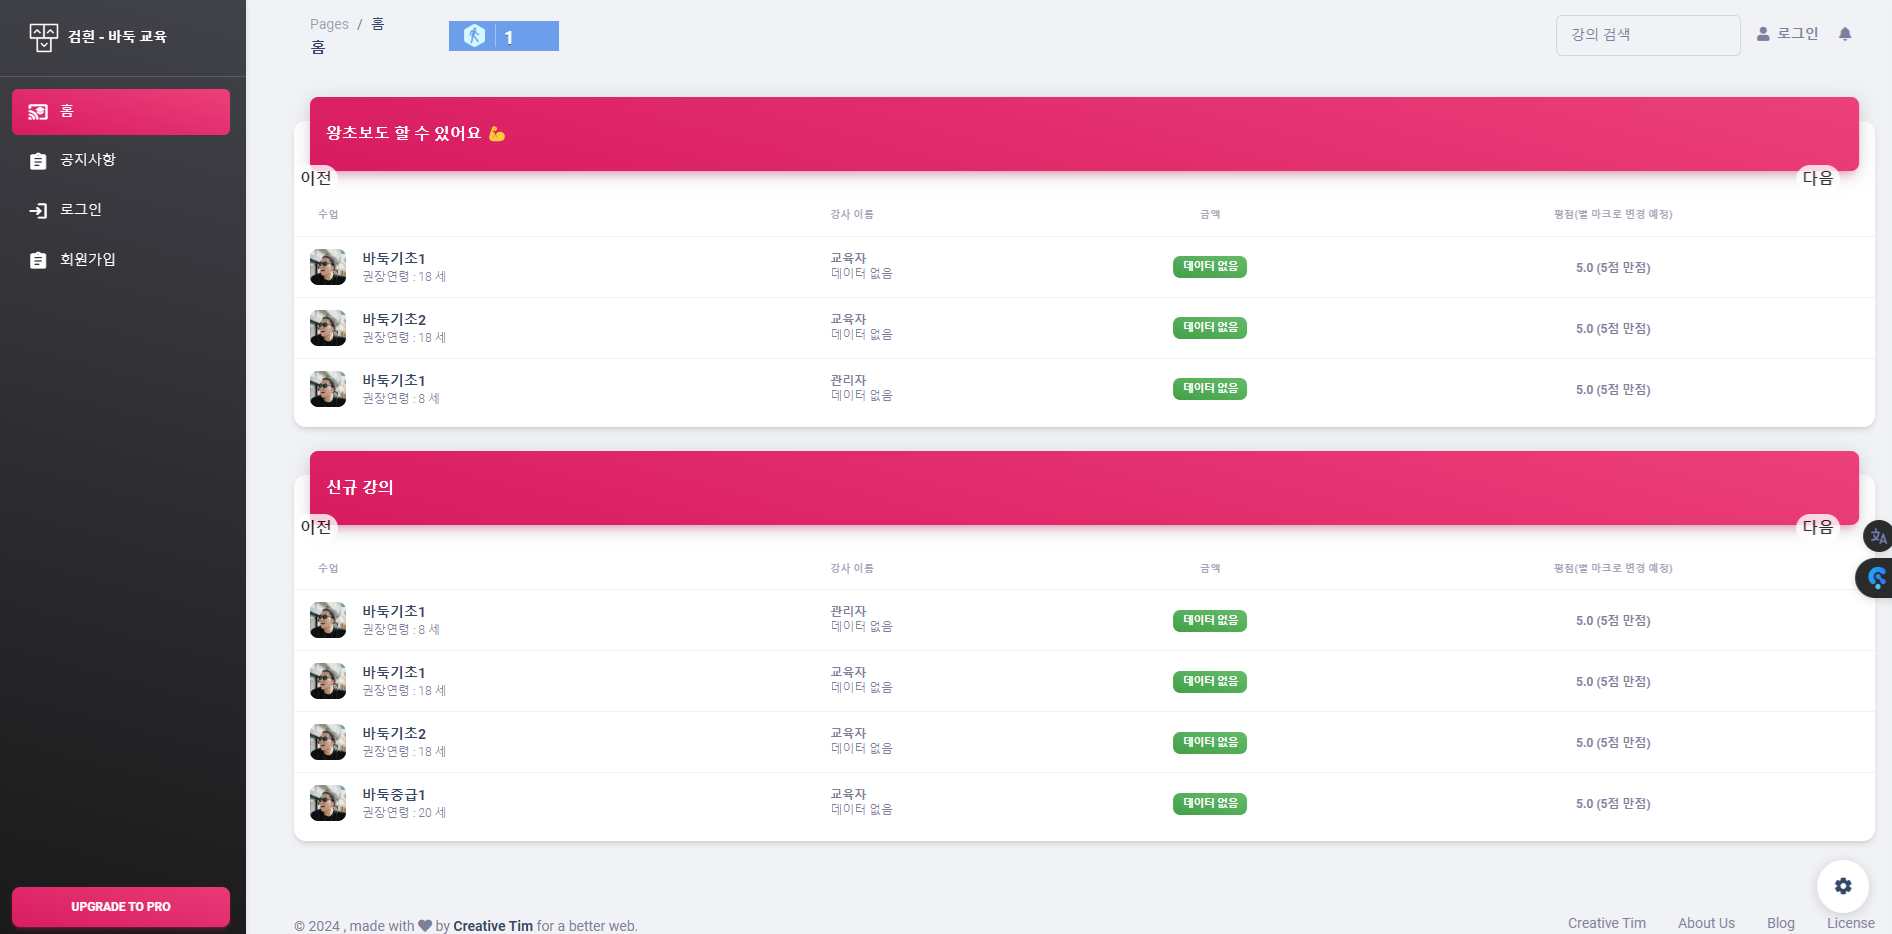 검흰 - 바둑 교육
홈
공지사항
로그인
회원가입
UPGRADE TO PRO
Pages / 홈
홈
1
강의 검색
로그인
왕초보도 할 수 있어요 💪
이전
다음
수업 강사 이름 금액 평점(별 마크로 변경 예정)
바둑기초1 교육자 데이터 없음 5.0 (5점 만점)
권장연령 : 18 세 데이터 없음
바둑기초2 교육자 데이터 없음 5.0 (5점 만점)
권장연령 : 18 세 데이터 없음
바둑기초1 관리자 데이터 없음 5.0 (5점 만점)
권장연령 : 8 세 데이터 없음
신규 강의
이전
다음
수업 강사 이름 금액 평점(별 마크로 변경 예정)
바둑기초1 관리자 데이터 없음 5.0 (5점 만점)
권장연령 : 8 세 데이터 없음
바둑기초1 교육자 데이터 없음 5.0 (5점 만점)
권장연령 : 18 세 데이터 없음
바둑기초2 교육자 데이터 없음 5.0 (5점 만점)
권장연령 : 18 세 데이터 없음
바둑중급1 교육자 데이터 없음 5.0 (5점 만점)
권장연령 : 20 세 데이터 없음
© 2024 , made with ♥ by Creative Tim for a better web.
Creative Tim About Us Blog License